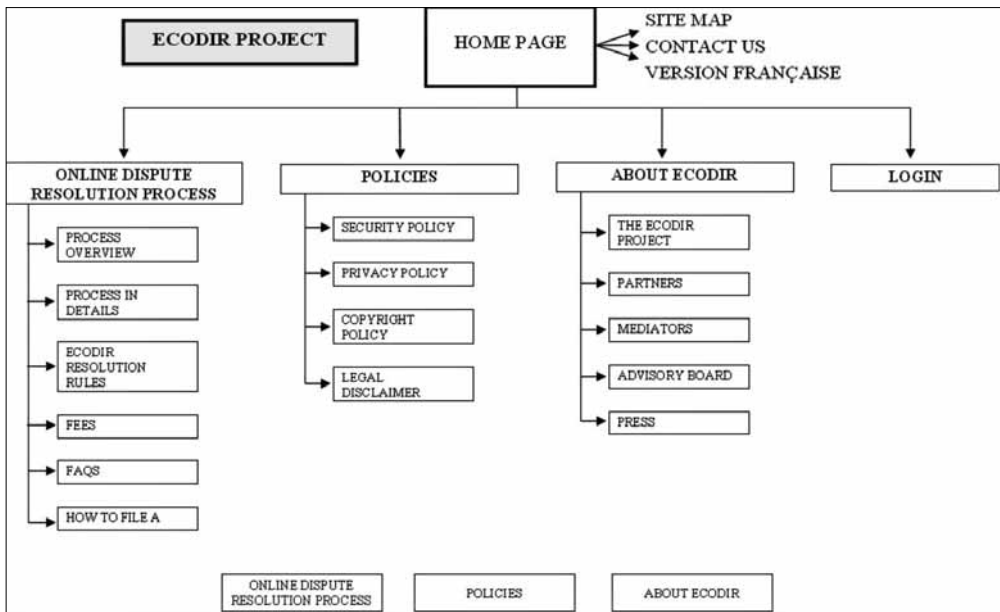 ECODIR PROJECT
HOME PAGE
SITE MAP
CONTACT US
VERSION FRANÇAISE
ONLINE DISPUTE
RESOLUTION PROCESS
POLICIES
ABOUT ECODIR
LOGIN
PROCESS
OVERVIEW
PROCESS IN
DETAILS
ECODIR
RESOLUTION
RULES
FEES
FAQS
HOW TO FILE A
SECURITY POLICY
PRIVACY POLICY
COPYRIGHT
POLICY
LEGAL
DISCLAIMER
THE ECODIR
PROJECT
PARTNERS
MEDIATORS
ADVISORY BOARD
PRESS
ONLINE DISPUTE
RESOLUTION PROCESS
POLICIES
ABOUT ECODIR